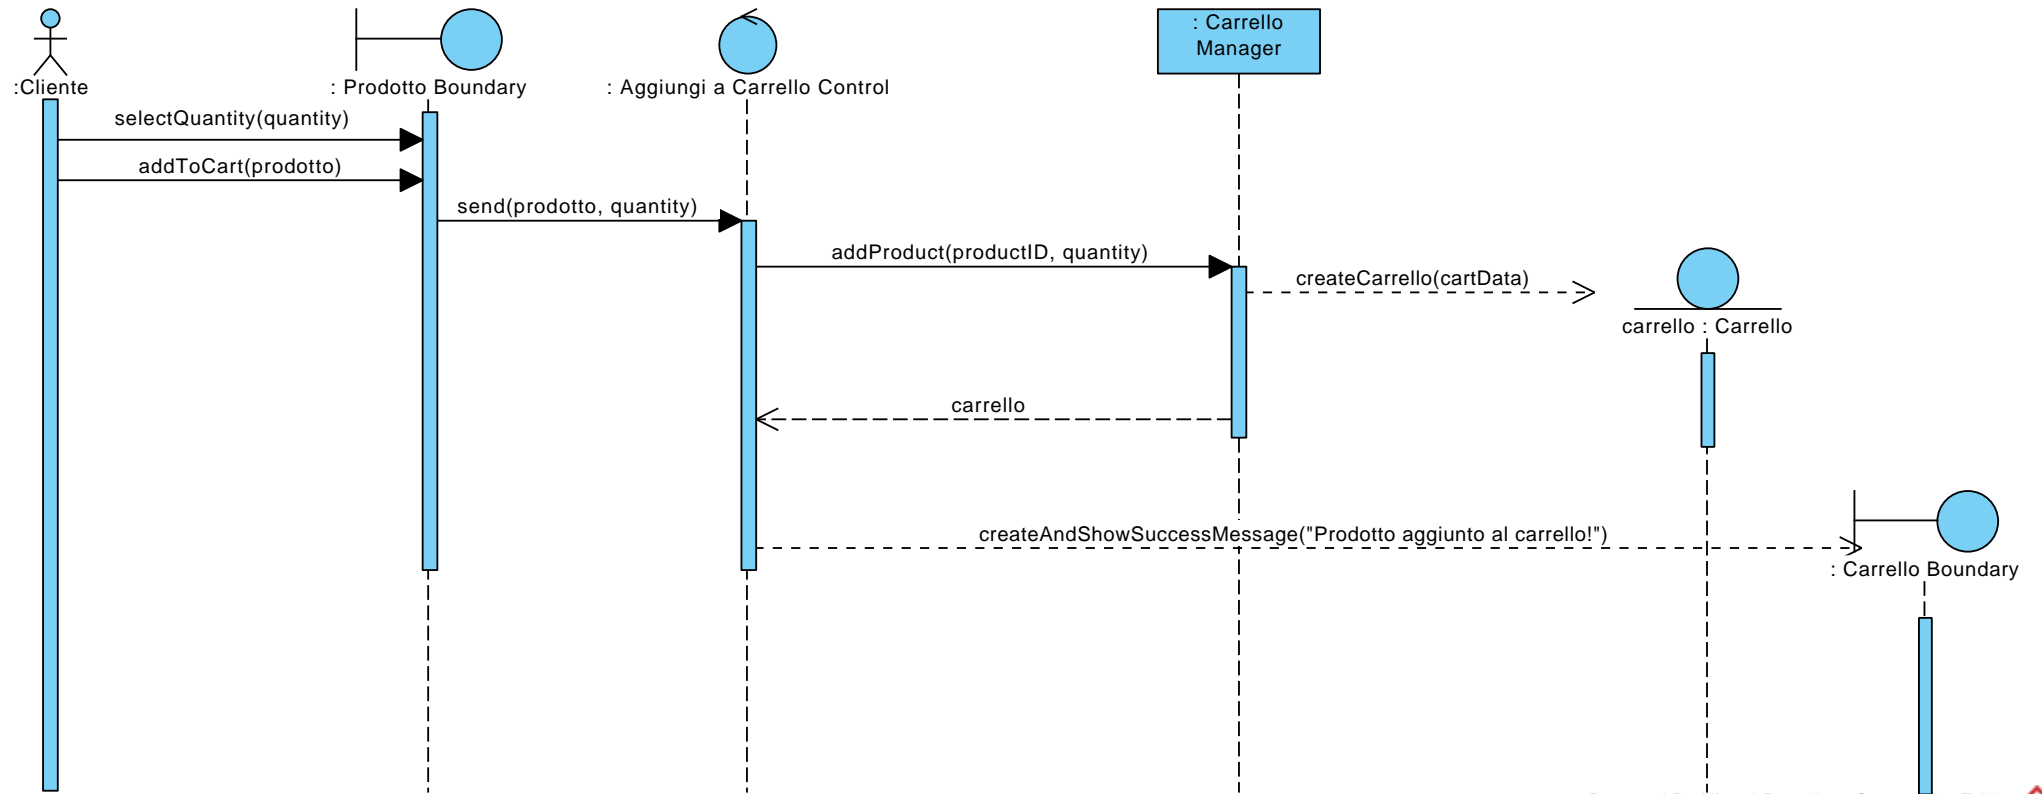 : Carrello
Manager
:Cliente
: Prodotto Boundary
: Aggiungi a Carrello Control
selectQuantity(quantity)
addToCart(prodotto)
send(prodotto, quantity)
addProduct(productID, quantity)
createCarrello(cartData)
carrello : Carrello
carrello
createAndShowSuccessMessage("Prodotto aggiunto al carrello!")
: Carrello Boundary